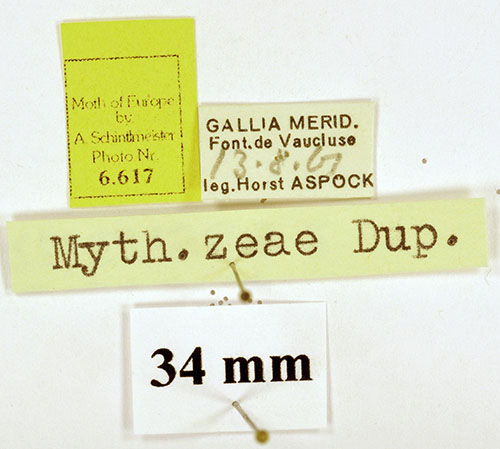 Moth of Europe
by
A. Schintlmeister
Photo Nr.
6.617
GALLIA MERID.
Font.de Vaucluse
13.8.61
leg.Horst ASPÖCK
Myth.zeae Dup.
34 mm